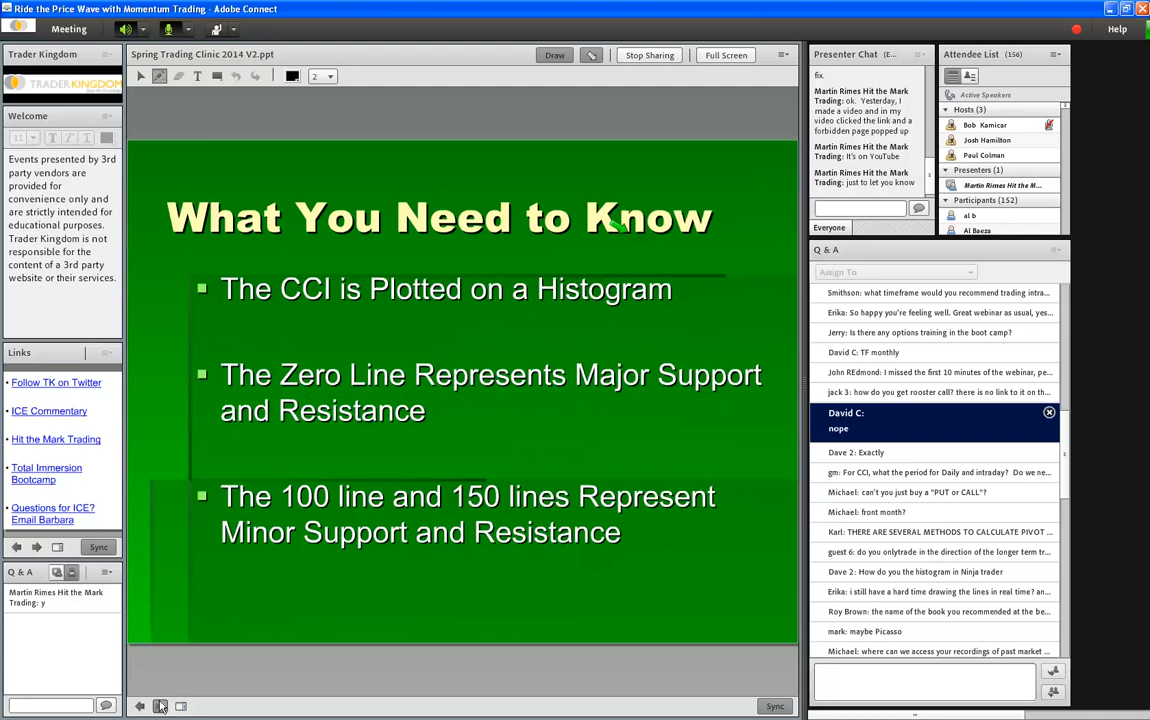 Ride the Price Wave with Momentum Trading - Adobe Connect
Meeting
Help
Trader Kingdom
TRADERKINGDOM
Welcome
11
T T T
Events presented by 3rd
party vendors are
provided for
convenience only and
are strictly intended for
educational purposes.
Trader Kingdom is not
responsible for the
content of a 3rd party
website or their services.
Links
Follow TK on Twitter
ICE Commentary
Hit the Mark Trading
Total Immersion
Bootcamp
Questions for ICE?
Email Barbara
Sync
Q & A
Martin Rimes Hit the Mark
Trading: y
Spring Trading Clinic 2014 V2.ppt
Draw
Stop Sharing
Full Screen
T
2
What You Need to Know
The CCI is Plotted on a Histogram
The Zero Line Represents Major Support
and Resistance
The 100 line and 150 lines Represent
Minor Support and Resistance
Sync
Presenter Chat (E...
fix.
Martin Rimes Hit the Mark
Trading: ok. Yesterday, I
made a video and in my
video clicked the link and a
forbidden page popped up
Martin Rimes Hit the Mark
Trading: It's on YouTube
Martin Rimes Hit the Mark
Trading: just to let you know
Everyone
Attendee List (156)
Active Speakers
Hosts (3)
Bob Kamicar
Josh Hamilton
Paul Colman
Presenters (1)
Martin Rimes Hit the M...
Participants (152)
al b
Al Baeza
Q & A
Assign To
Smithson: what timeframe would you recommend trading intra...
Erika: So happy you're feeling well. Great webinar as usual, yes...
Jerry: Is there any options training in the boot camp?
David C: TF monthly
John REdmond: I missed the first 10 minutes of the webinar, pe...
jack 3: how do you get rooster call? there is no link to it on th...
David C:
nope
Dave 2: Exactly
gm: For CCI, what the period for Daily and intraday? Do we ne...
Michael: can't you just buy a "PUT or CALL"?
Michael: front month?
Karl: THERE ARE SEVERAL METHODS TO CALCULATE PIVOT ...
guest 6: do you onlytrade in the direction of the longer term tr...
Dave 2: How do you the histogram in Ninja trader
Erika: i still have a hard time drawing the lines in real time? an...
Roy Brown: the name of the book you recommended at the be...
mark: maybe Picasso
Michael: where can we access your recordings of past market ...